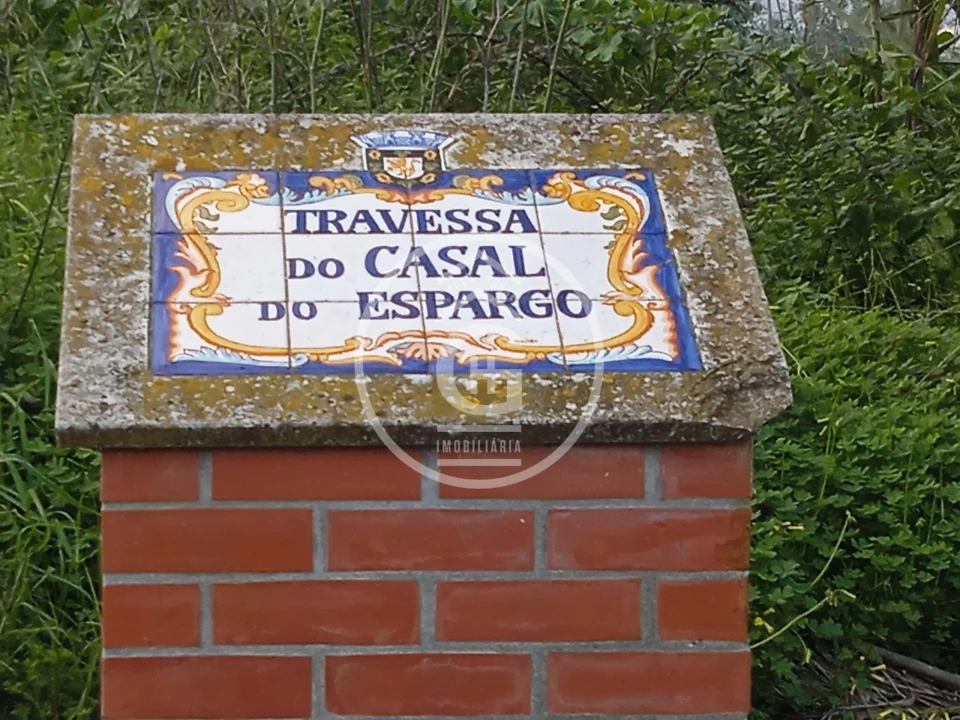 TRAVESSA
DO CASAL
DO ESPARGO
IMOBILIÁRIA